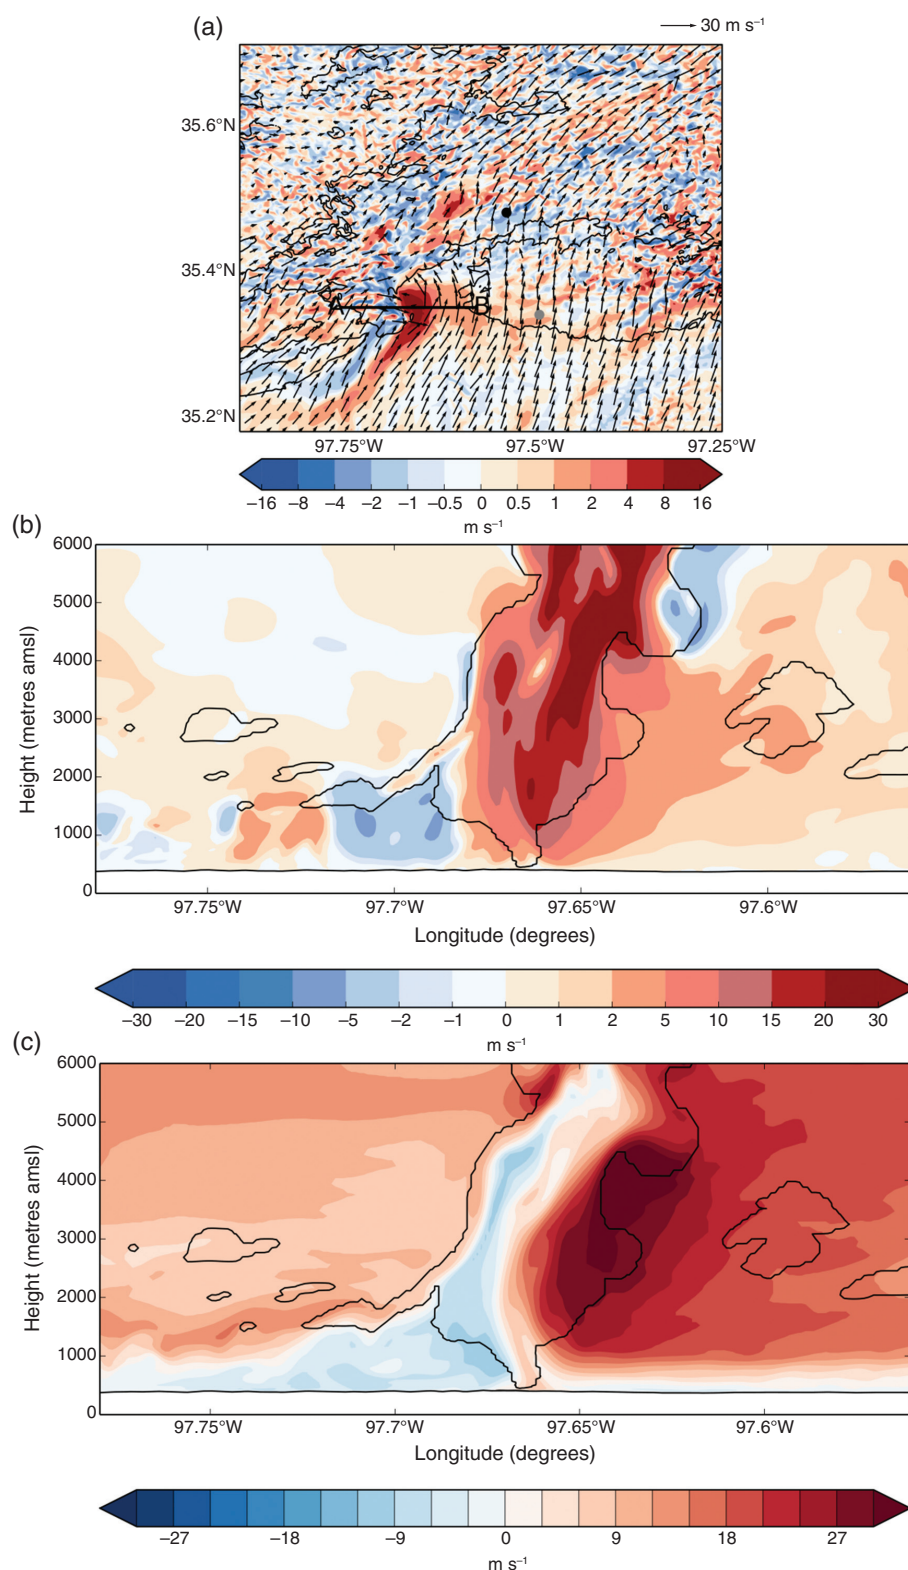 (a)
30 m s⁻¹
35.6°N
35.4°N
35.2°N
A
B
97.75°W 97.5°W 97.25°W
−16 −8 −4 −2 −1 −0.5 0 0.5 1 2 4 8 16
m s⁻¹
(b)
6000
5000
4000
3000
2000
1000
0
Height (metres amsl)
97.75°W 97.7°W 97.65°W 97.6°W
Longitude (degrees)
−30 −20 −15 −10 −5 −2 −1 0 1 2 5 10 15 20 30
m s⁻¹
(c)
6000
5000
4000
3000
2000
1000
0
Height (metres amsl)
97.75°W 97.7°W 97.65°W 97.6°W
Longitude (degrees)
−27 −18 −9 0 9 18 27
m s⁻¹